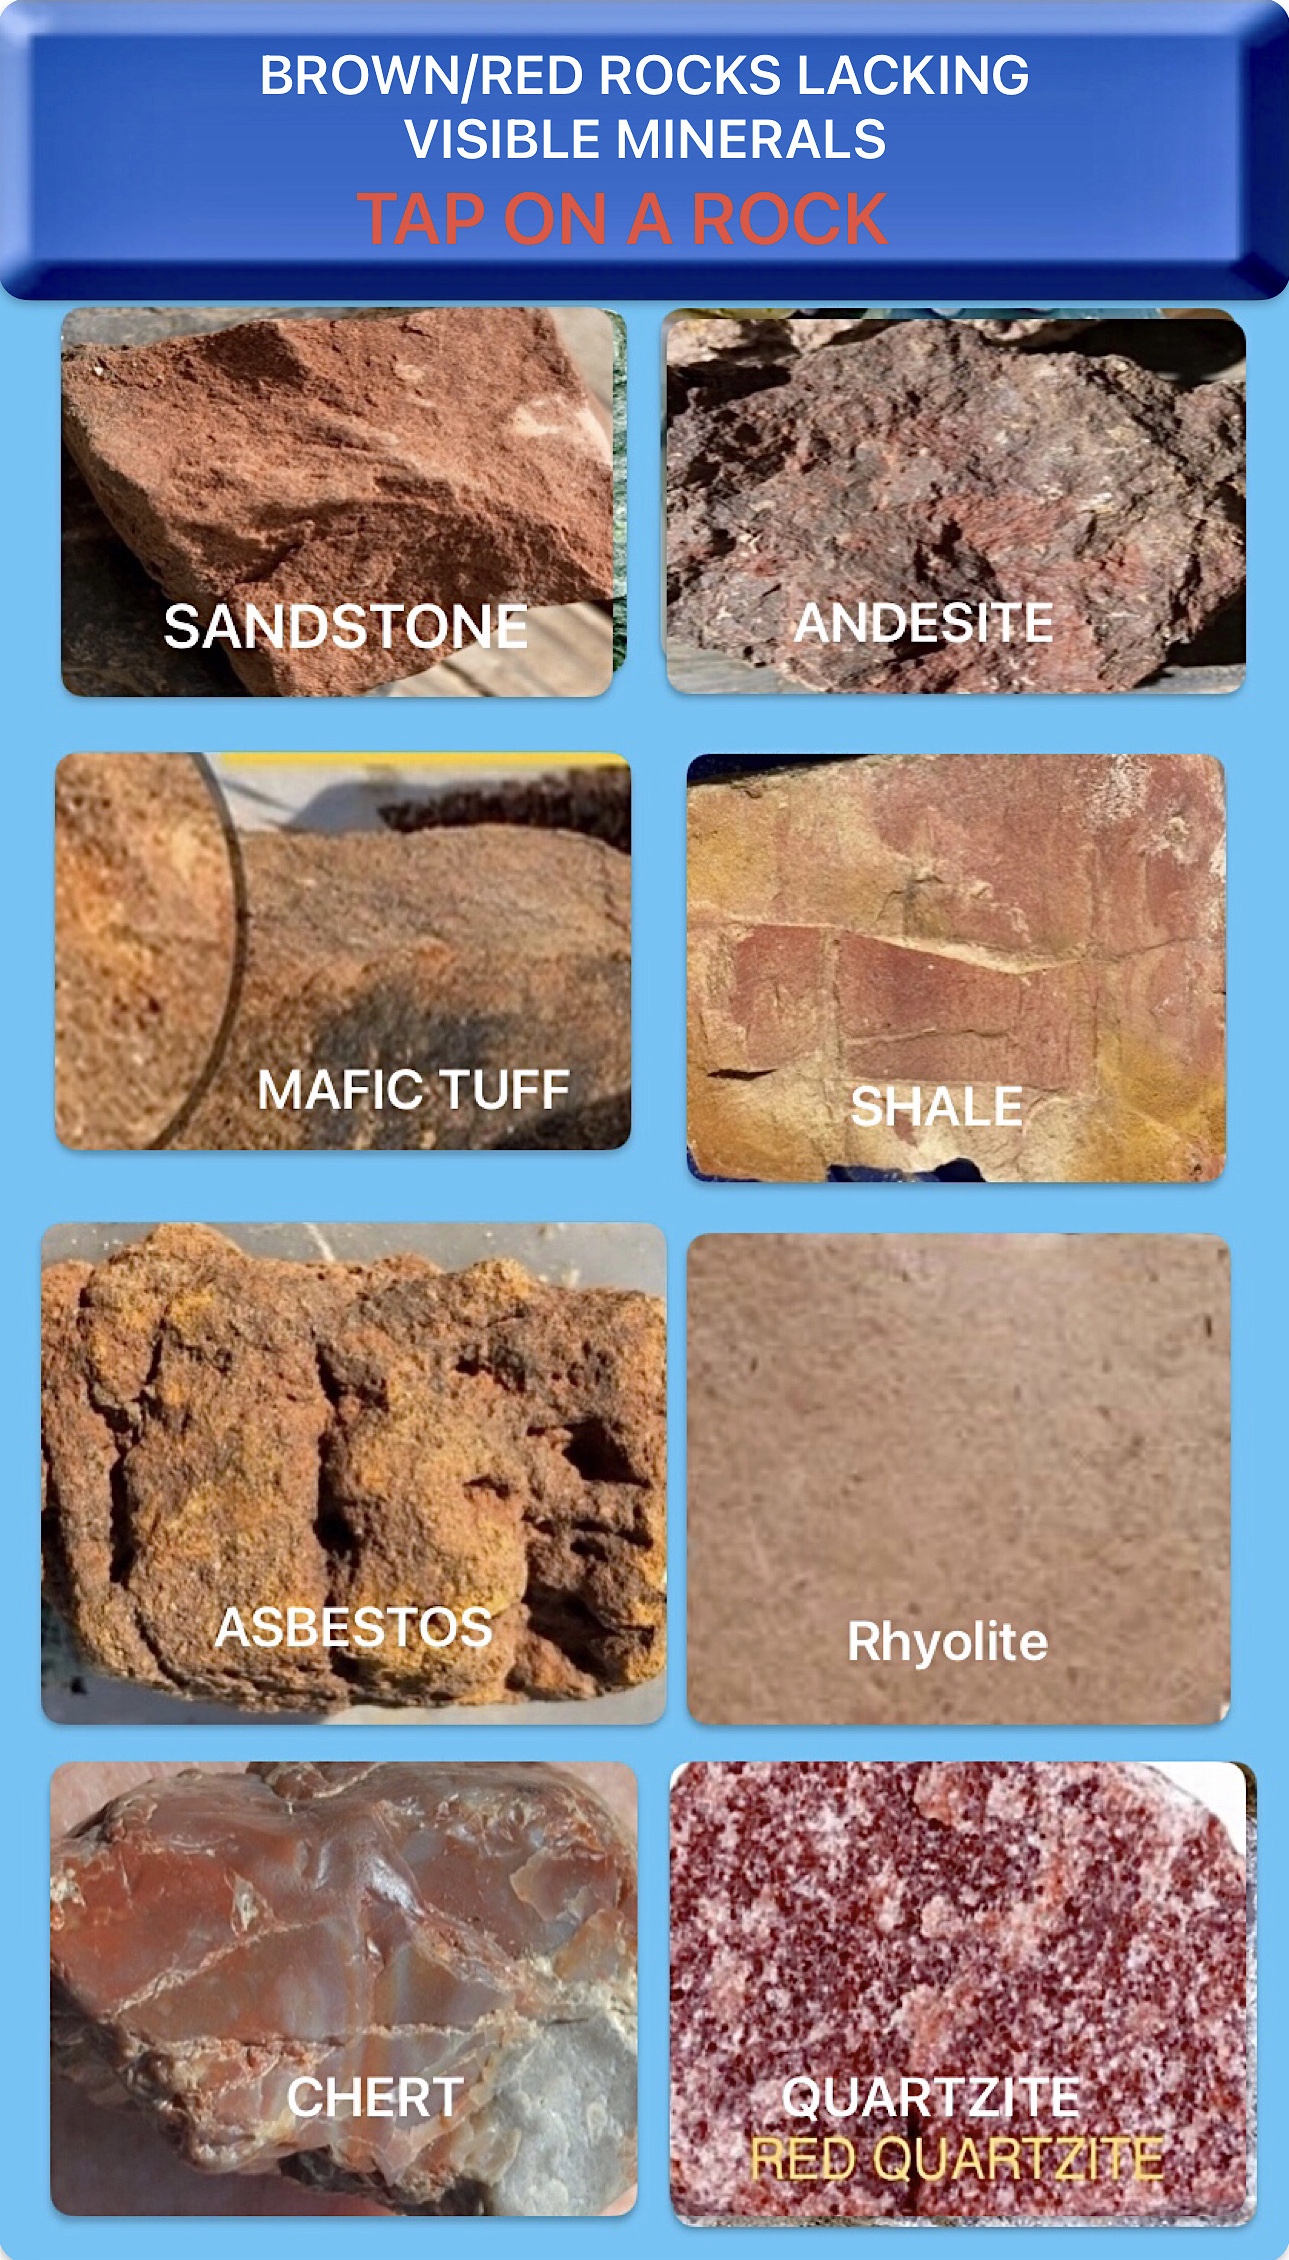 BROWN/RED ROCKS LACKING
VISIBLE MINERALS
TAP ON A ROCK
SANDSTONE
ANDESITE
MAFIC TUFF
SHALE
ASBESTOS
Rhyolite
CHERT
QUARTZITE
RED QUARTZITE